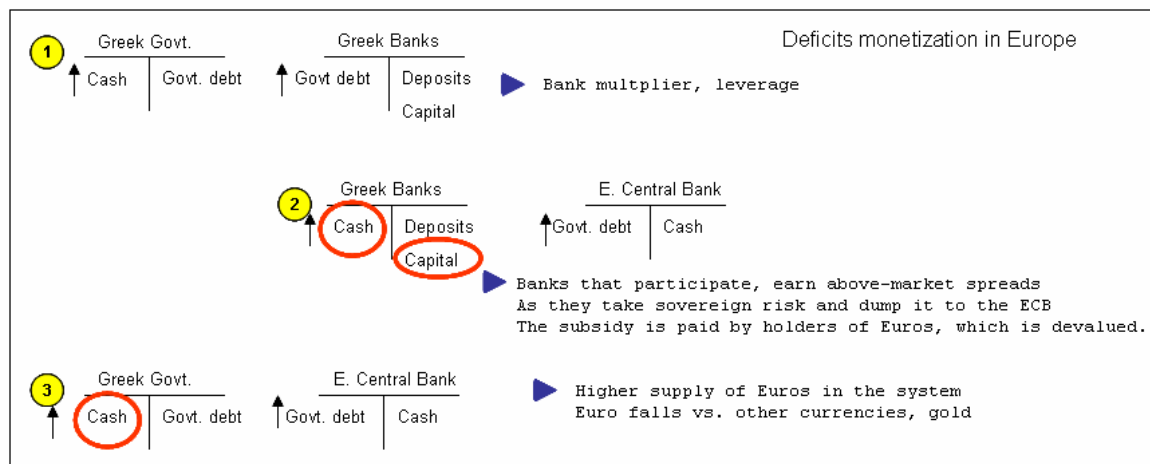 Deficits monetization in Europe
1
Greek Govt.
Cash
Govt. debt
Greek Banks
Govt debt
Deposits
Capital
Bank multplier, leverage
2
Greek Banks
Cash
Deposits
Capital
E. Central Bank
Govt. debt
Cash
Banks that participate, earn above-market spreads
As they take sovereign risk and dump it to the ECB
The subsidy is paid by holders of Euros, which is devalued.
3
Greek Govt.
Cash
Govt. debt
E. Central Bank
Govt. debt
Cash
Higher supply of Euros in the system
Euro falls vs. other currencies, gold